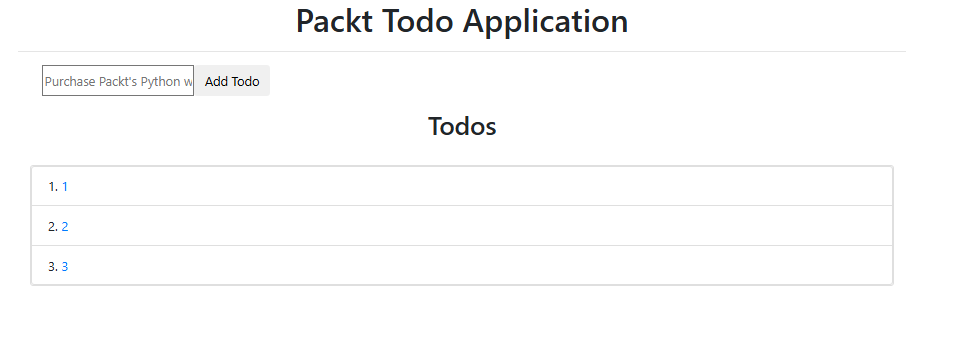 Packt Todo Application
Purchase Packt's Python w Add Todo
Todos
1. 1
2. 2
3. 3